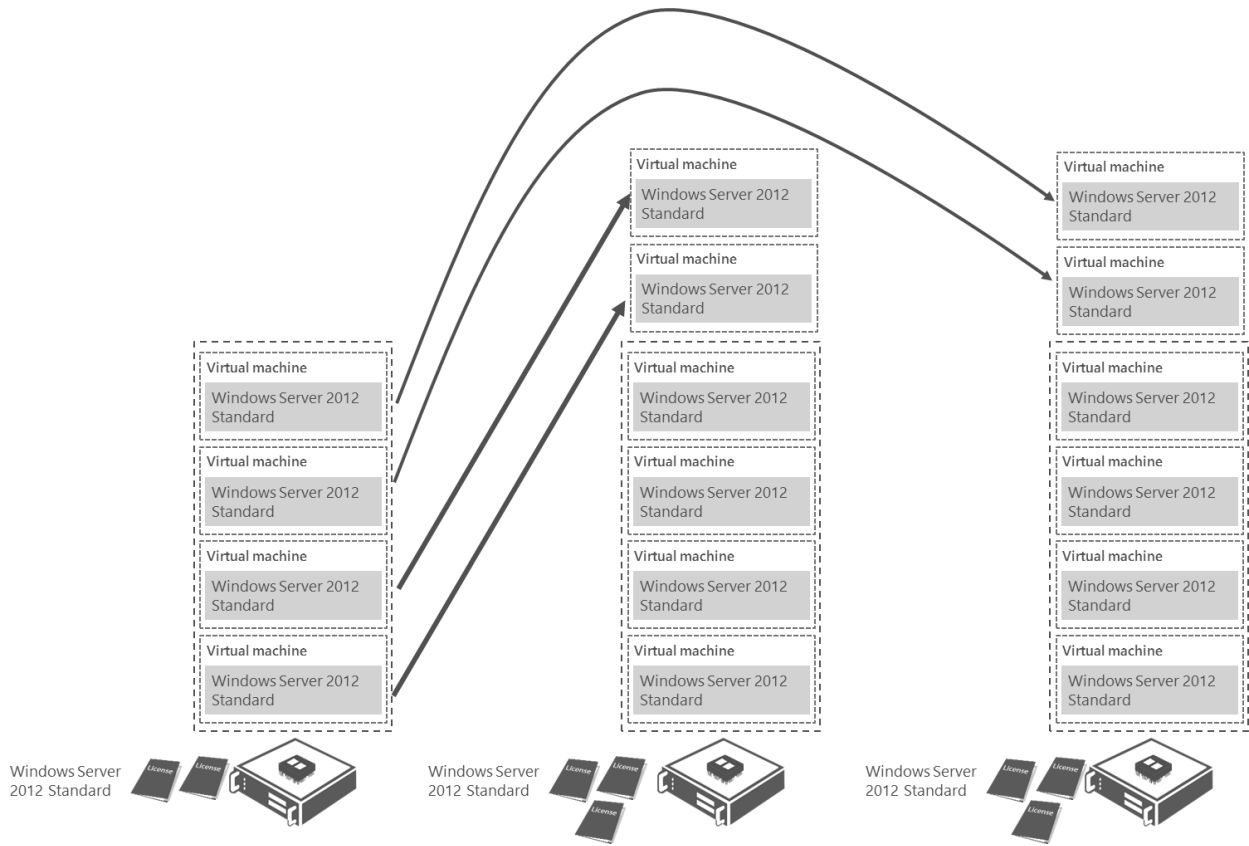 Virtual machine
Windows Server 2012
Standard
Virtual machine
Windows Server 2012
Standard
Virtual machine
Windows Server 2012
Standard
Virtual machine
Windows Server 2012
Standard
Windows Server
2012 Standard
License
License
Virtual machine
Windows Server 2012
Standard
Virtual machine
Windows Server 2012
Standard
Virtual machine
Windows Server 2012
Standard
Virtual machine
Windows Server 2012
Standard
Virtual machine
Windows Server 2012
Standard
Virtual machine
Windows Server 2012
Standard
Windows Server
2012 Standard
License
License
License
Virtual machine
Windows Server 2012
Standard
Virtual machine
Windows Server 2012
Standard
Virtual machine
Windows Server 2012
Standard
Virtual machine
Windows Server 2012
Standard
Virtual machine
Windows Server 2012
Standard
Virtual machine
Windows Server 2012
Standard
Windows Server
2012 Standard
License
License
License